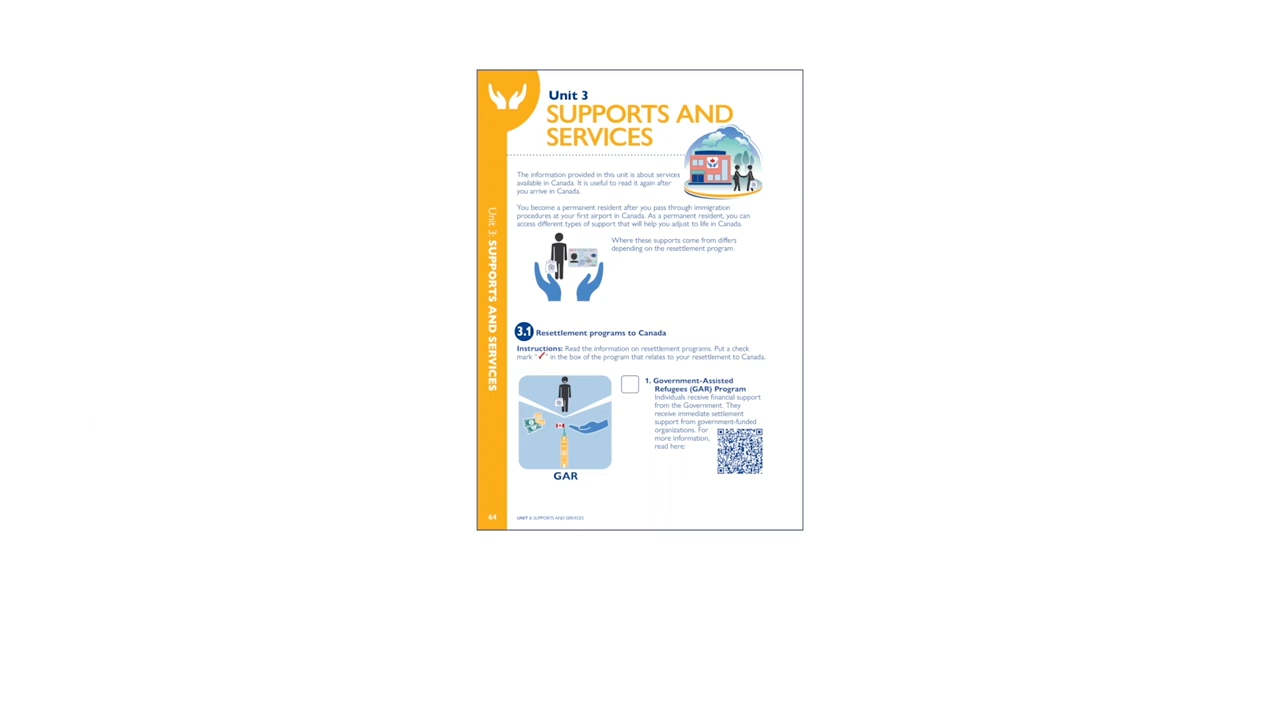 Unit 3
SUPPORTS AND
SERVICES
The information provided in this unit is about services
available in Canada. It is useful to read it again after
you arrive in Canada.
You become a permanent resident after you pass through immigration
procedures at your first airport in Canada. As a permanent resident, you can
access different types of support that will help you adjust to life in Canada.
Where these supports come from differs
depending on the resettlement program.
Unit 3: SUPPORTS AND SERVICES
3.1 Resettlement programs to Canada
Instructions: Read the information on resettlement programs. Put a check
mark "✓" in the box of the program that relates to your resettlement to Canada.
1. Government-Assisted
Refugees (GAR) Program
Individuals receive financial support
from the Government. They
receive immediate settlement
support from government-funded
organizations. For
more information,
read here:
GAR
64
UNIT 3: SUPPORTS AND SERVICES